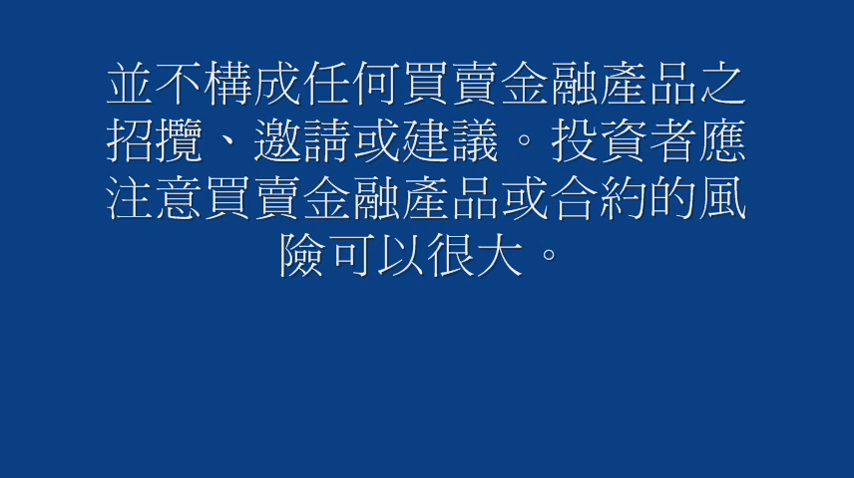 並不構成任何買賣金融產品之
招攬、邀請或建議。投資者應
注意買賣金融產品或合約的風
險可以很大。